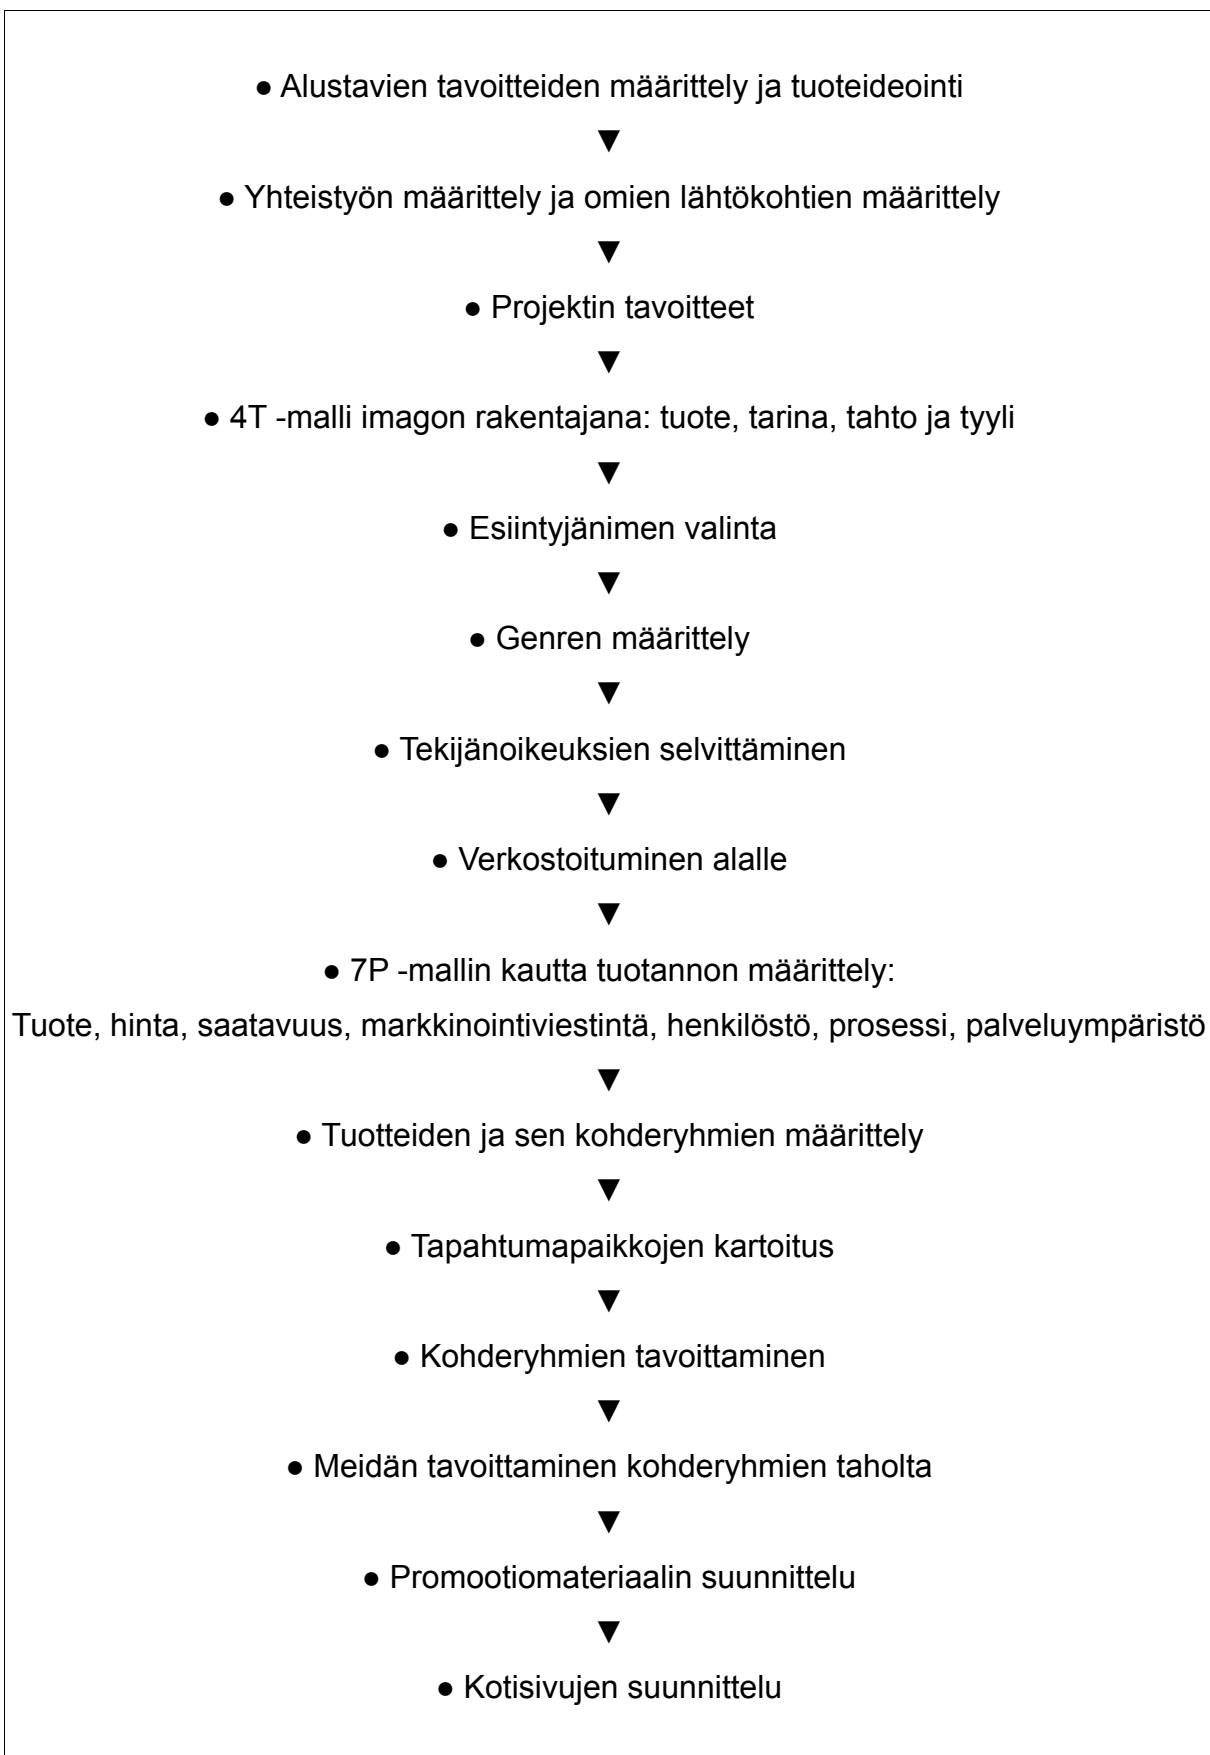 ● Alustavien tavoitteiden määrittely ja tuoteideointi
▼
● Yhteistyön määrittely ja omien lähtökohtien määrittely
▼
● Projektin tavoitteet
▼
● 4T -malli imagon rakentajana: tuote, tarina, tahto ja tyyli
▼
● Esiintyjänimen valinta
▼
● Genren määrittely
▼
● Tekijänoikeuksien selvittäminen
▼
● Verkostoituminen alalle
▼
● 7P -mallin kautta tuotannon määrittely:
Tuote, hinta, saatavuus, markkinointiviestintä, henkilöstö, prosessi, palveluympäristö
▼
● Tuotteiden ja sen kohderyhmien määrittely
▼
● Tapahtumapaikkojen kartoitus
▼
● Kohderyhmien tavoittaminen
▼
● Meidän tavoittaminen kohderyhmien taholta
▼
● Promootiomateriaalin suunnittelu
▼
● Kotisivujen suunnittelu